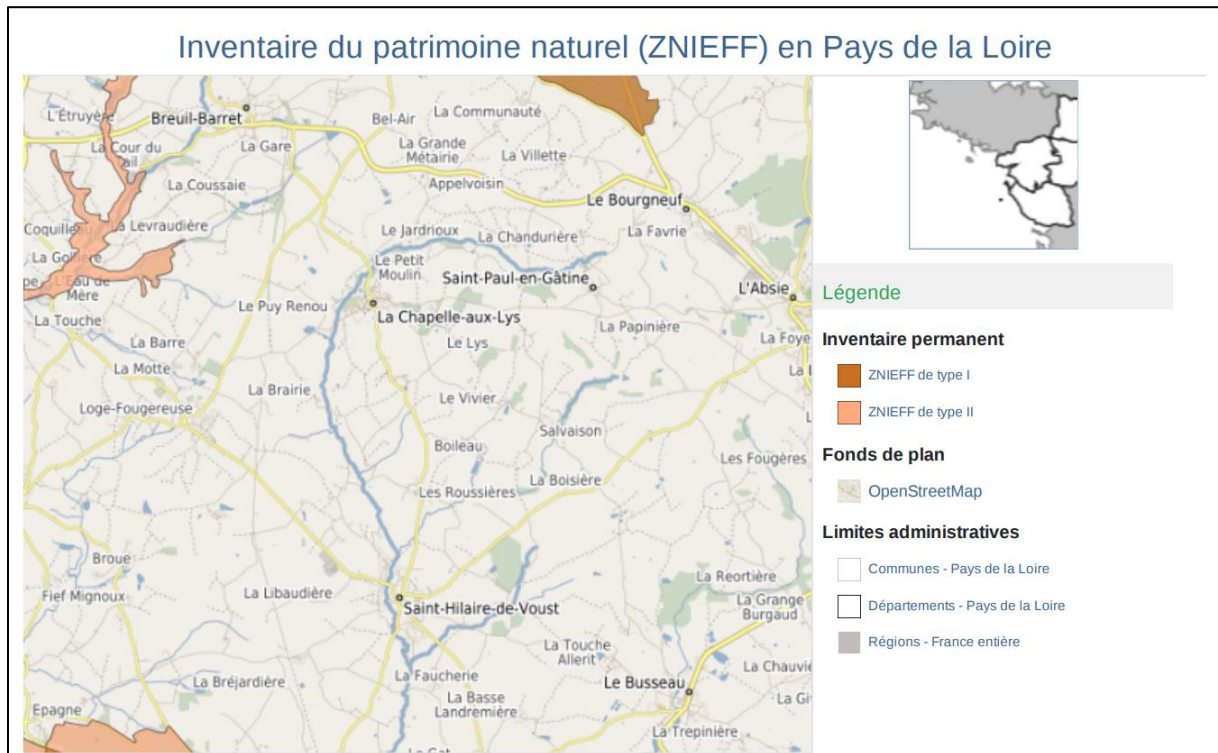 Inventaire du patrimoine naturel (ZNIEFF) en Pays de la Loire
L'Étruyère
Breuil-Barret
Bel-Air
La Communauté
La Cour du
La Gare
La Grande
Métairie
La Villette
La Coussaie
Appelvoisin
Le Bourgneuf
La Levraudière
Le Jardrioux
La Chandurière
La Favrie
Le Petit
Moulin
Saint-Paul-en-Gâtine
L'Absie
L'Eau de
Mère
Le Puy Renou
La Chapelle-aux-Lys
La Touche
La Papinière
La Foye
La Barre
Le Lys
La Motte
La Brairie
Le Vivier
Loge-Fougereuse
Salvaison
Boileau
Les Fougères
La Boisière
Les Roussières
Broue
La Reortière
Fief Mignoux
La Libaudière
Saint-Hilaire-de-Voust
La Grange
Burgaud
La Touche
Allerit
La Bréjardière
La Faucherie
Le Busseau
La Chauvi
Epagne
La Basse
Landremière
La Gi
La Trepinière
Légende
Inventaire permanent
ZNIEFF de type I
ZNIEFF de type II
Fonds de plan
OpenStreetMap
Limites administratives
Communes - Pays de la Loire
Départements - Pays de la Loire
Régions - France entière